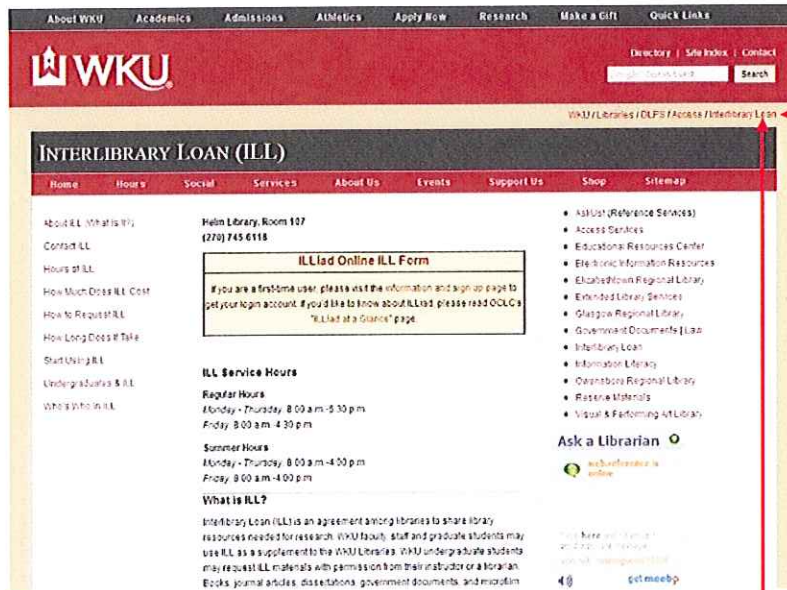 About WKU Academics Admissions Athletics Apply Now Research Make a Gift Quick Links
WKU
Directory | Site Index | Contact
Search
WKU / Libraries / DLPS / Access / Interlibrary Loan
INTERLIBRARY LOAN (ILL)
Home Hours Social Services About Us Events Support Us Shop Sitemap
About ILL (What is It?)
Contact ILL
Hours of ILL
How Much Does ILL Cost
How to Request ILL
How Long Does It Take
Start Using ILL
Undergraduates & ILL
Who's Who in ILL
Helm Library, Room 107
(270) 745-6118
ILLiad Online ILL Form
If you are a first-time user, please visit the information and sign up page to
get your login account. If you'd like to know about ILLiad, please read OCLC's
"ILLiad at a Glance" page.
ILL Service Hours
Regular Hours
Monday - Thursday: 8:00 a.m.-5:30 p.m.
Friday: 8:00 a.m.-4:30 p.m.
Summer Hours
Monday - Thursday: 8:00 a.m.-4:00 p.m.
Friday: 8:00 a.m.-4:00 p.m.
What is ILL?
Interlibrary Loan (ILL) is an agreement among libraries to share library
resources needed for research. WKU faculty, staff and graduate students may
use ILL as a supplement to the WKU Libraries. WKU undergraduate students
may request ILL materials with permission from their instructor or a librarian.
Books, journal articles, dissertations, government documents, and microfilm
AskUs! (Reference Services)
Access Services
Educational Resources Center
Electronic Information Resources
Elizabethtown Regional Library
Extended Library Services
Glasgow Regional Library
Government Documents | Law
Interlibrary Loan
Information Literacy
Owensboro Regional Library
Reserve Materials
Visual & Performing Art Library
Ask a Librarian
web reference is
online
here
get meebo